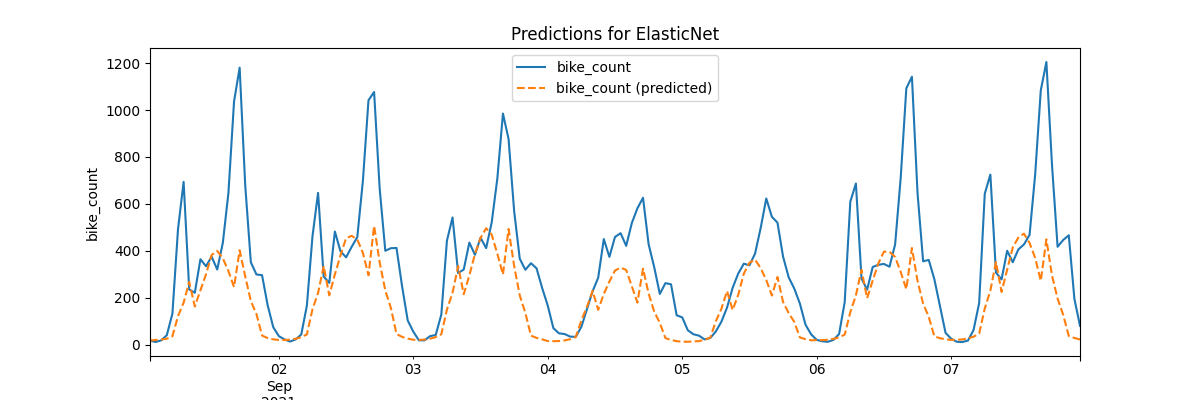 Predictions for ElasticNet
bike_count
bike_count (predicted)
bike_count
1200
1000
800
600
400
200
0
02
03
04
05
06
07
Sep
2021